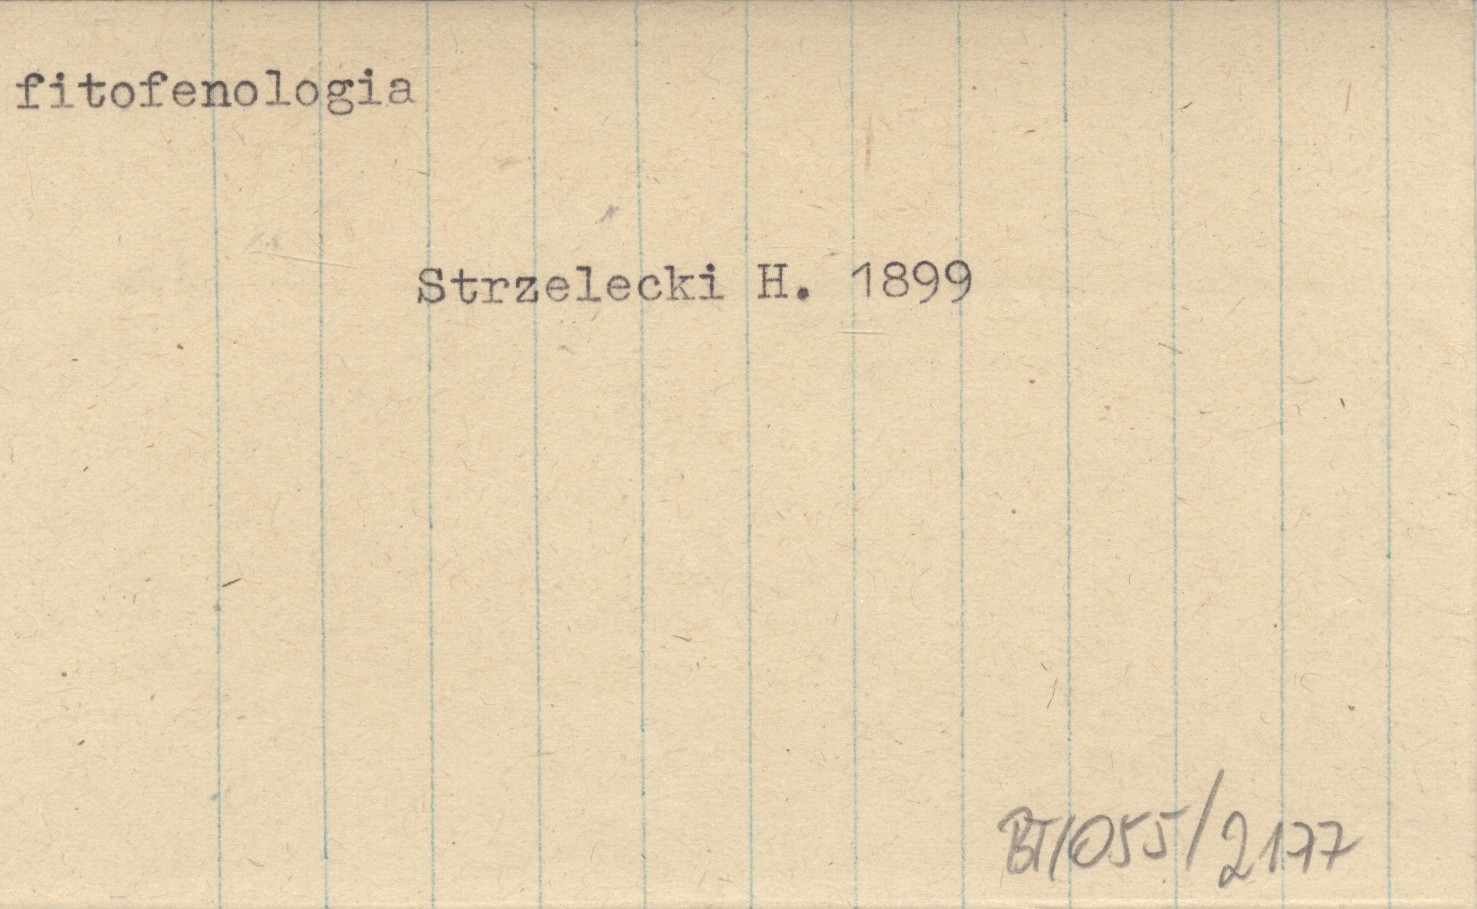 fitofenologia
Strzelecki H. 1899
BT/055/2177